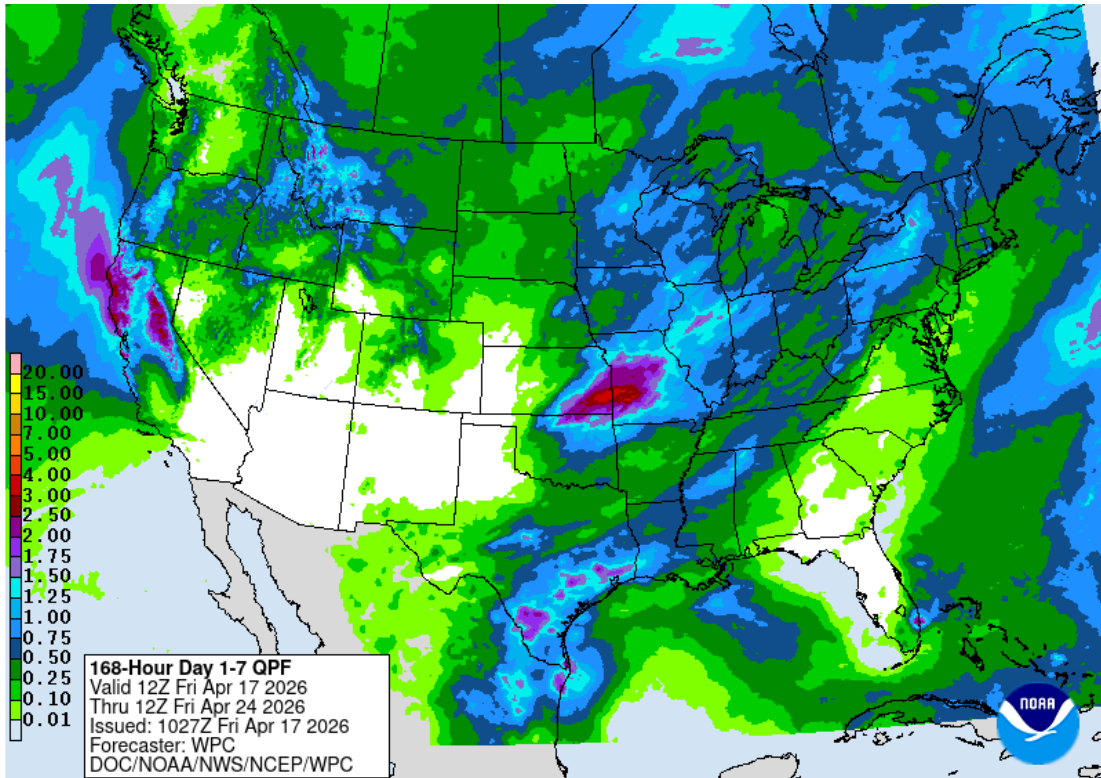 20.00
15.00
10.00
7.00
5.00
4.00
3.00
2.50
2.00
1.75
1.50
1.25
1.00
0.75
0.50
0.25
0.10
0.01
168-Hour Day 1-7 QPF
Valid 12Z Fri Apr 17 2026
Thru 12Z Fri Apr 24 2026
Issued: 1027Z Fri Apr 17 2026
Forecaster: WPC
DOC/NOAA/NWS/NCEP/WPC
NOAA